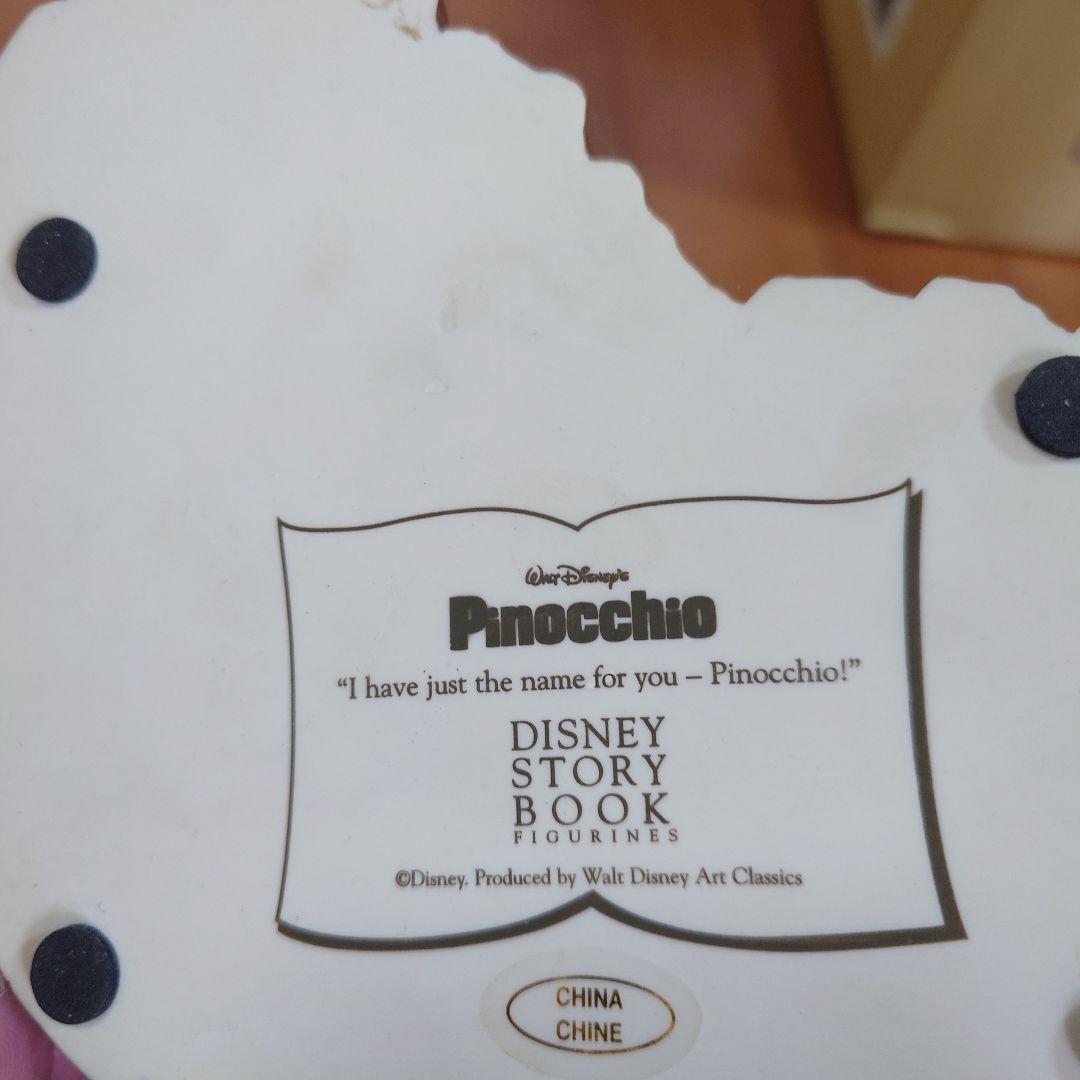 Walt Disney's
Pinocchio
“I have just the name for you – Pinocchio!”
DISNEY
STORY
BOOK
FIGURINES
©Disney. Produced by Walt Disney Art Classics
CHINA
CHINE